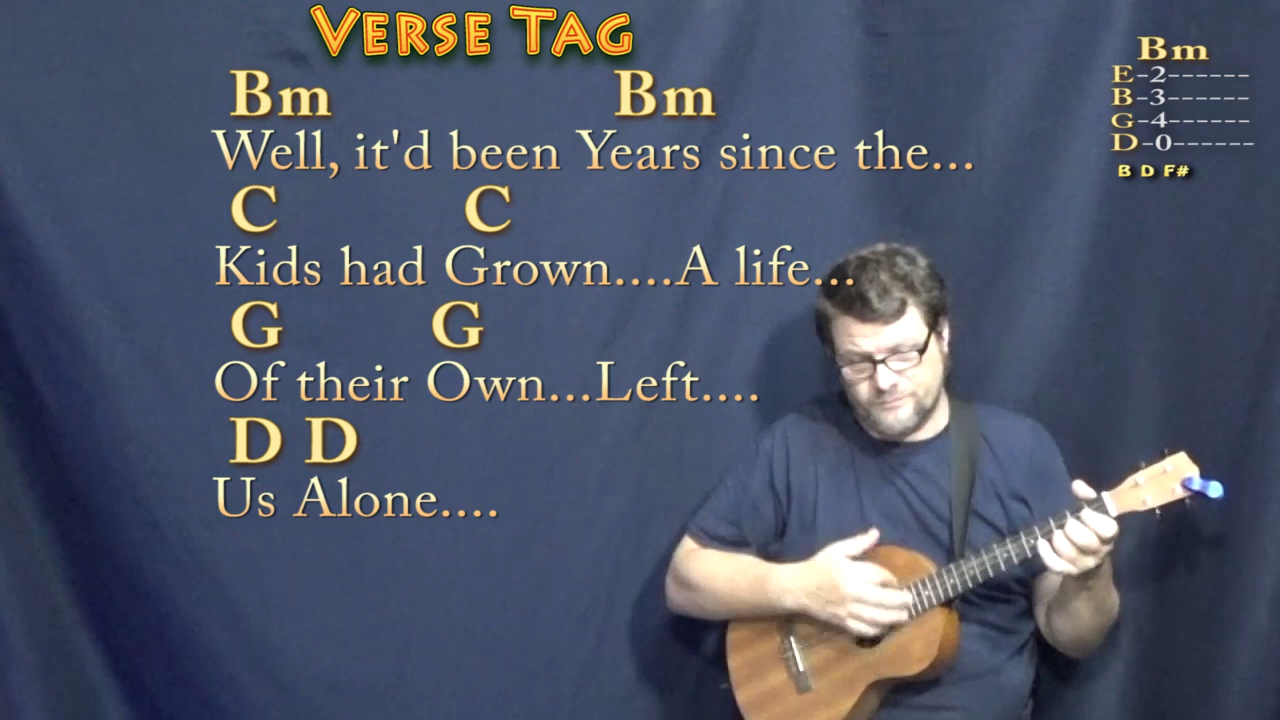 VERSE TAG
Bm Bm
Well, it'd been Years since the...
C C
Kids had Grown....A life...
G G
Of their Own...Left....
D D
Us Alone....
Bm
E-2------
B-3------
G-4------
D-0------
B D F#